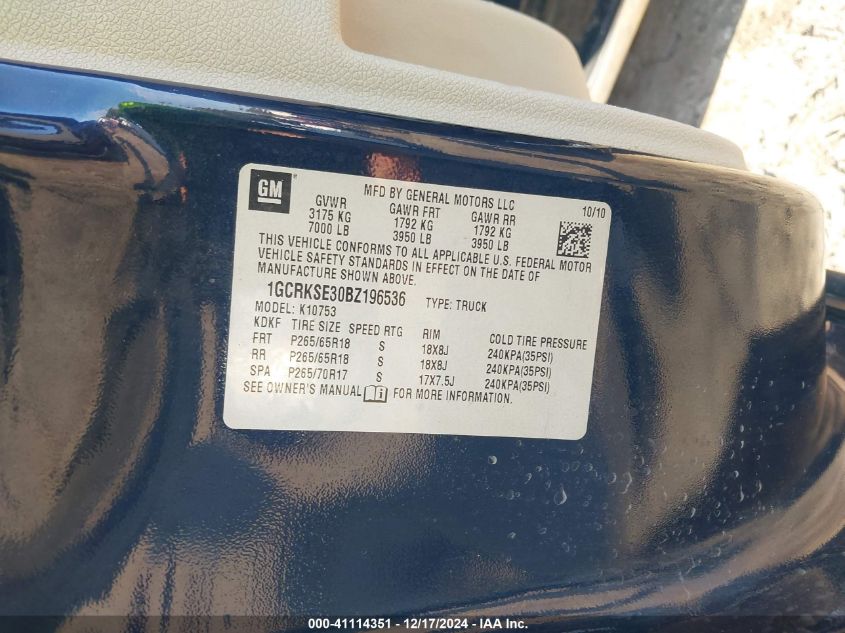 GM
MFD BY GENERAL MOTORS LLC
10/10
GVWR GAWR FRT GAWR RR
3175 KG 1792 KG 1792 KG
7000 LB 3950 LB 3950 LB
THIS VEHICLE CONFORMS TO ALL APPLICABLE U.S. FEDERAL MOTOR
VEHICLE SAFETY STANDARDS IN EFFECT ON THE DATE OF
MANUFACTURE SHOWN ABOVE.
1GCRKSE30BZ196536 TYPE: TRUCK
MODEL: K10753
KDKF TIRE SIZE SPEED RTG RIM COLD TIRE PRESSURE
FRT P265/65R18 S 18X8J 240KPA(35PSI)
RR P265/65R18 S 18X8J 240KPA(35PSI)
SPA P265/70R17 S 17X7.5J 240KPA(35PSI)
SEE OWNER'S MANUAL FOR MORE INFORMATION.
000-41114351 - 12/17/2024 - IAA Inc.